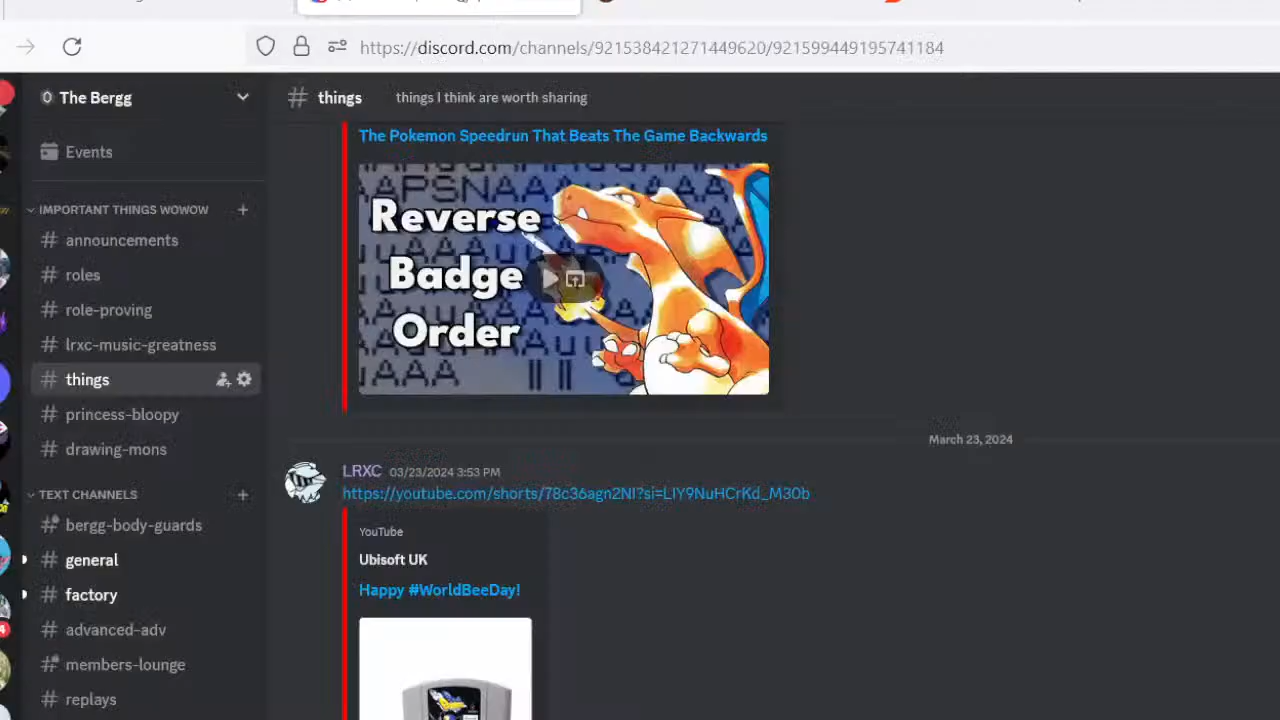 https://discord.com/channels/921538421271449620/921599449195741184
The Bergg
# things things I think are worth sharing
Events
IMPORTANT THINGS WOWOW
# announcements
# roles
# role-proving
# lrxc-music-greatness
# things
# princess-bloopy
# drawing-mons
TEXT CHANNELS
# bergg-body-guards
# general
# factory
# advanced-adv
# members-lounge
# replays
The Pokemon Speedrun That Beats The Game Backwards
Reverse
Badge
Order
March 23, 2024
LRXC 03/23/2024 3:53 PM
https://youtube.com/shorts/78c36agn2NI?si=LIY9NuHCrKd_M3Ob
YouTube
Ubisoft UK
Happy #WorldBeeDay!